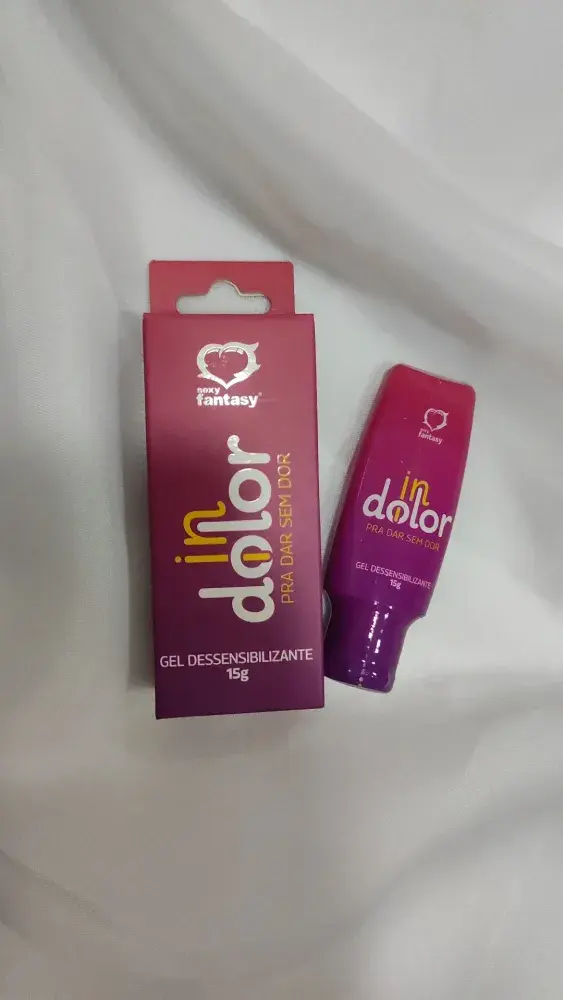 sexy
fantasy®
in
dolor
PRA DAR SEM DOR
GEL DESSENSIBILIZANTE
15g
sexy
fantasy
in
dolor
PRA DAR SEM DOR
GEL DESSENSIBILIZANTE
15g